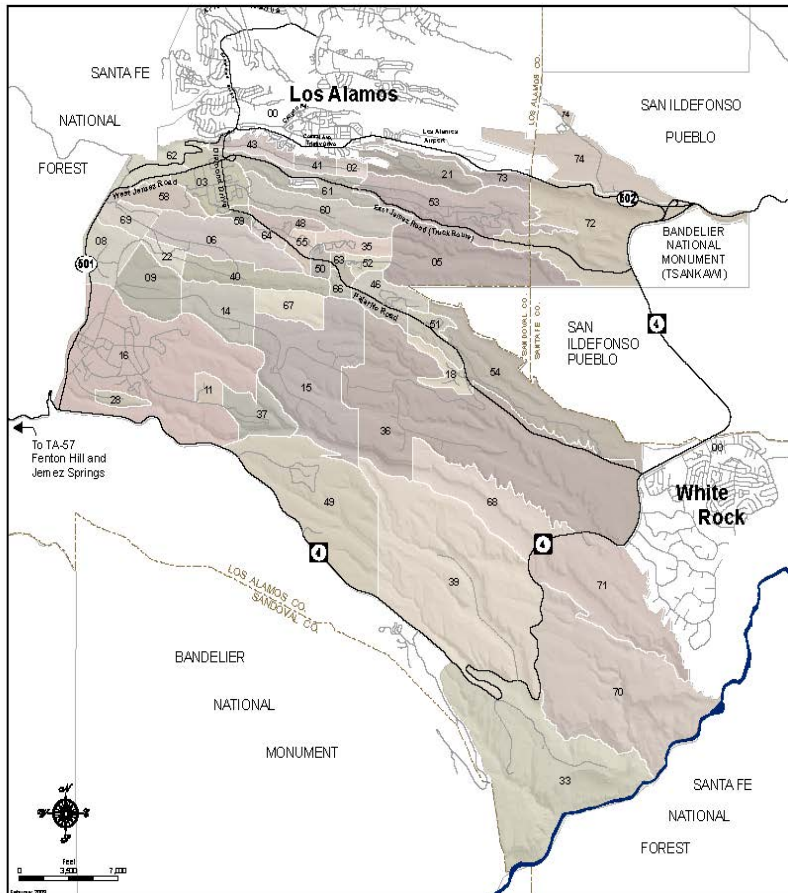 SANTA FE
NATIONAL
FOREST
00
Los Alamos
Los Alamos
Airport
LOS ALAMOS CO.
SANTA FE CO.
SAN ILDEFONSO
PUEBLO
74
74
62
43
41
02
21
73
Diamond Drive
502
West Jemez Road
03
58
61
53
60
72
69
59
64
48
East Jemez Road (Truck Route)
08
06
55
35
BANDELIER
NATIONAL
MONUMENT
(TSANKAWI)
501
22
63
52
05
50
09
40
46
66
14
67
Pajarito Road
51
SANDOVAL CO.
SANTA FE CO.
SAN
ILDEFONSO
PUEBLO
4
16
18
54
28
11
15
37
36
To TA-57
Fenton Hill and
Jemez Springs
00
White
Rock
49
68
4
4
LOS ALAMOS CO.
SANDOVAL CO.
39
71
BANDELIER
NATIONAL
MONUMENT
70
33
SANTA FE
NATIONAL
FOREST
N
Feet
0 3,500 7,000